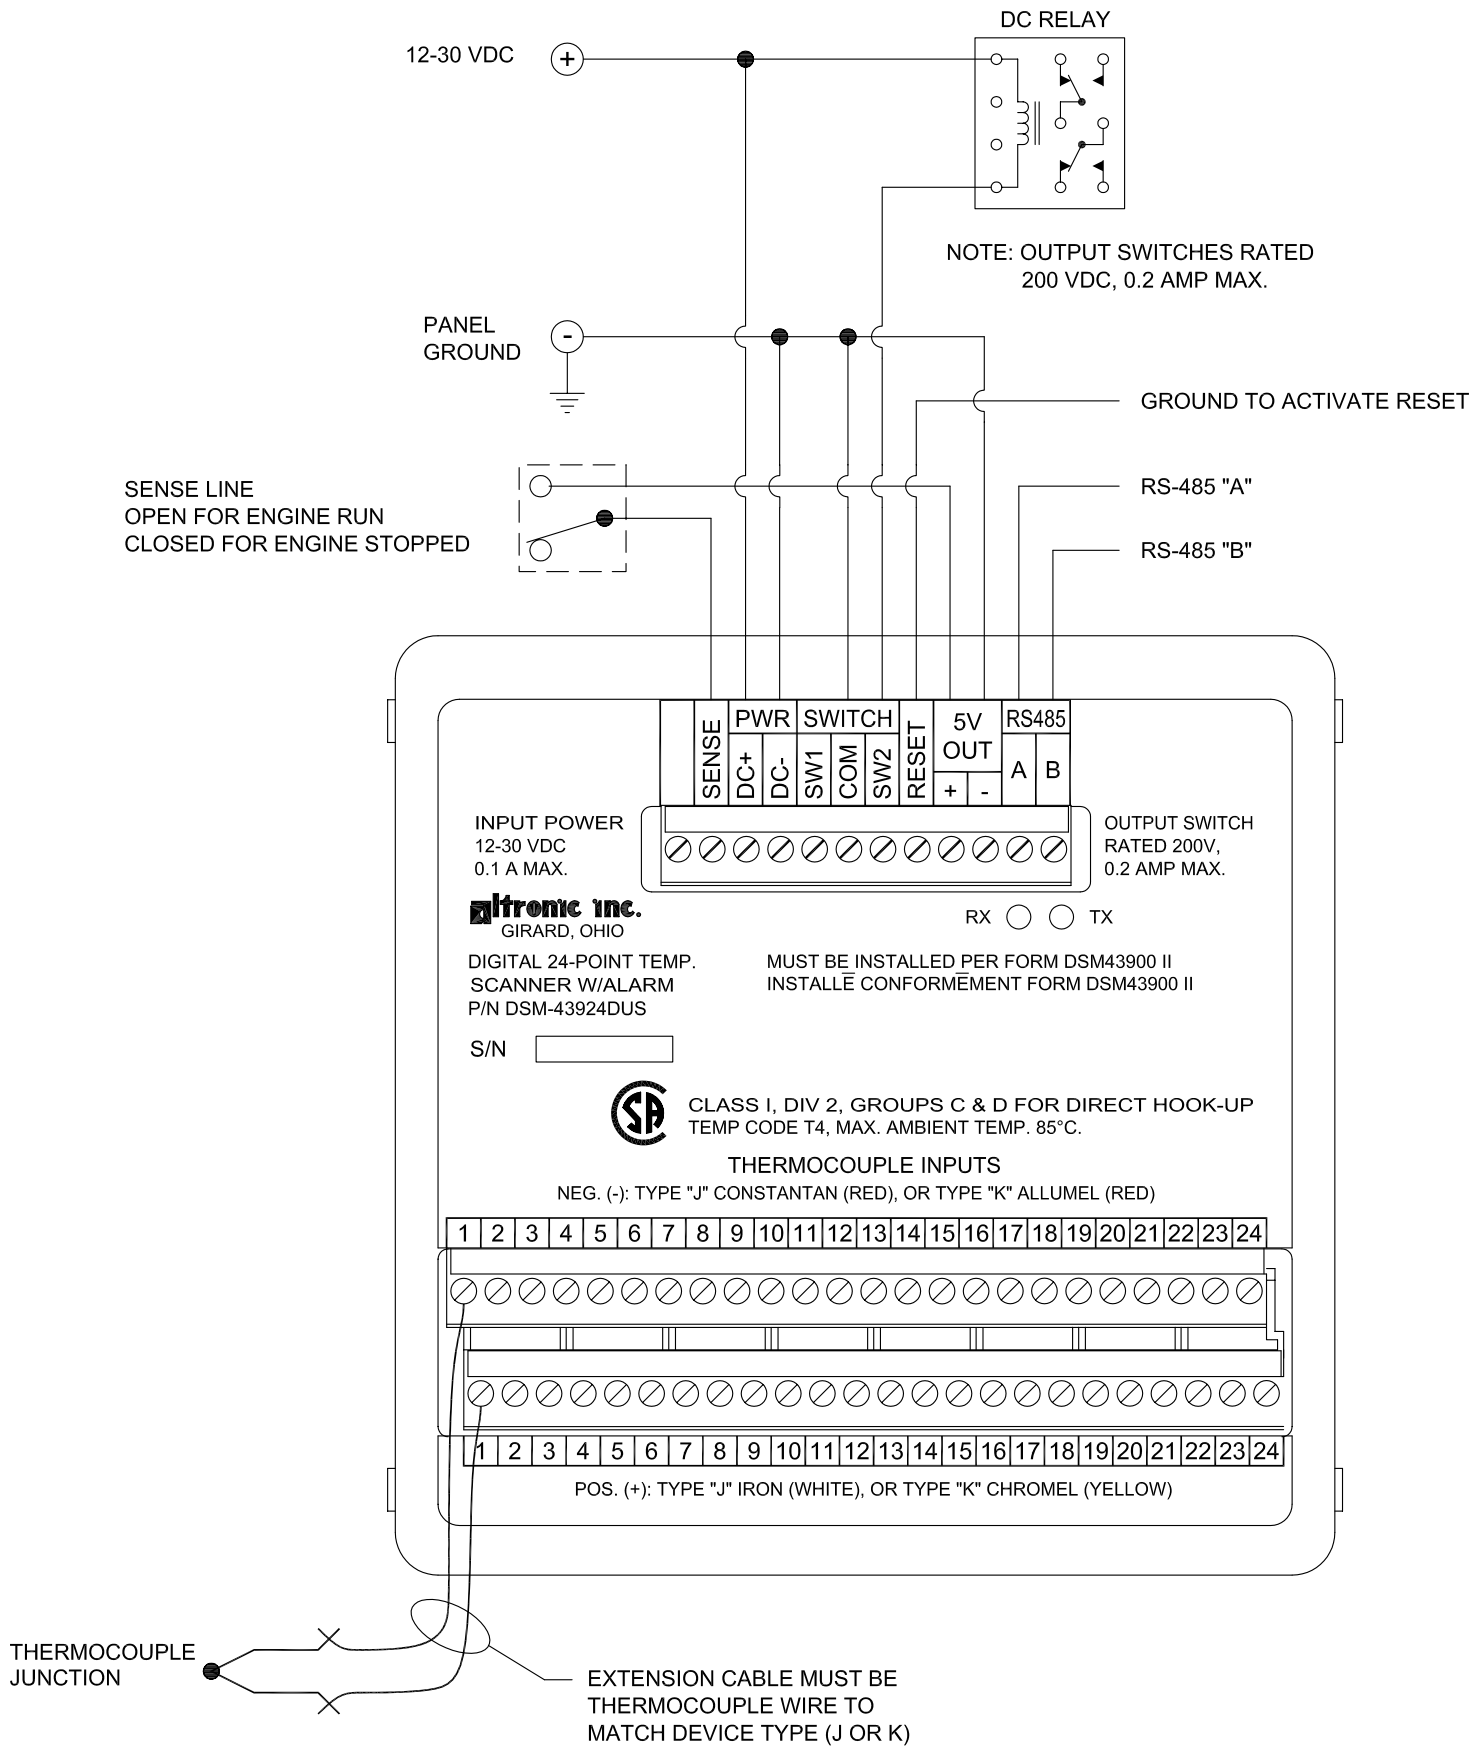 DC RELAY
12-30 VDC
+
NOTE: OUTPUT SWITCHES RATED
200 VDC, 0.2 AMP MAX.
PANEL
GROUND
-
GROUND TO ACTIVATE RESET
SENSE LINE
OPEN FOR ENGINE RUN
CLOSED FOR ENGINE STOPPED
RS-485 "A"
RS-485 "B"
SENSE
PWR
DC+
DC-
SWITCH
SW1
COM
SW2
RESET
5V
OUT
+
-
RS485
A
B
INPUT POWER
12-30 VDC
0.1 A MAX.
OUTPUT SWITCH
RATED 200V,
0.2 AMP MAX.
altronic inc.
GIRARD, OHIO
RX
TX
DIGITAL 24-POINT TEMP.
SCANNER W/ALARM
P/N DSM-43924DUS
MUST BE INSTALLED PER FORM DSM43900 II
INSTALLE CONFORMEMENT FORM DSM43900 II
S/N
SA
CLASS I, DIV 2, GROUPS C & D FOR DIRECT HOOK-UP
TEMP CODE T4, MAX. AMBIENT TEMP. 85°C.
THERMOCOUPLE INPUTS
NEG. (-): TYPE "J" CONSTANTAN (RED), OR TYPE "K" ALLUMEL (RED)
1 2 3 4 5 6 7 8 9 10 11 12 13 14 15 16 17 18 19 20 21 22 23 24
1 2 3 4 5 6 7 8 9 10 11 12 13 14 15 16 17 18 19 20 21 22 23 24
POS. (+): TYPE "J" IRON (WHITE), OR TYPE "K" CHROMEL (YELLOW)
THERMOCOUPLE
JUNCTION
EXTENSION CABLE MUST BE
THERMOCOUPLE WIRE TO
MATCH DEVICE TYPE (J OR K)